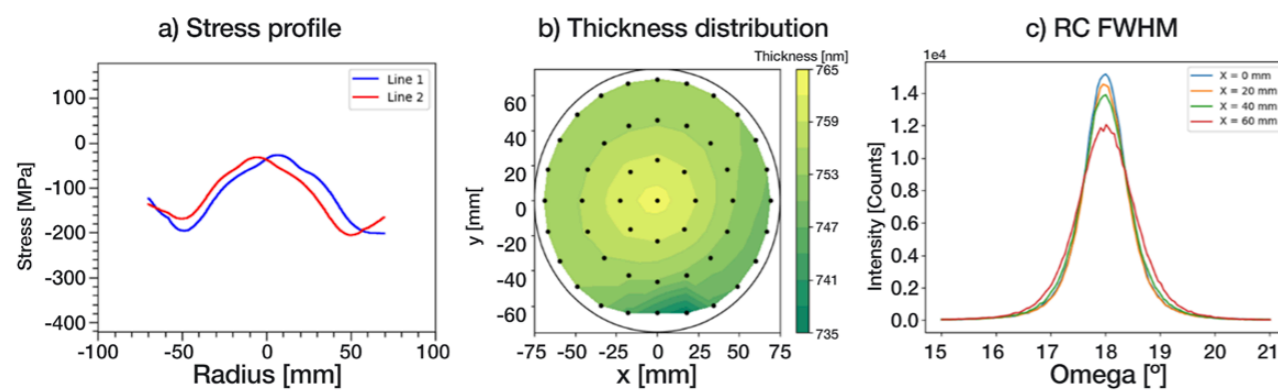 a) Stress profile
b) Thickness distribution
c) RC FWHM
Line 1
Line 2
100
0
-100
-200
-300
-400
Stress [MPa]
-100
-50
0
50
100
Radius [mm]
Thickness [nm]
765
759
753
747
741
735
60
40
20
0
-20
-40
-60
y [mm[
-75
-50
-25
0
25
50
75
x [mm]
1e4
X = 0 mm
X = 20 mm
X = 40 mm
X = 60 mm
1.4
1.2
1.0
0.8
0.6
0.4
0.2
0.0
Intensity [Counts]
15
16
17
18
19
20
21
Omega [º]